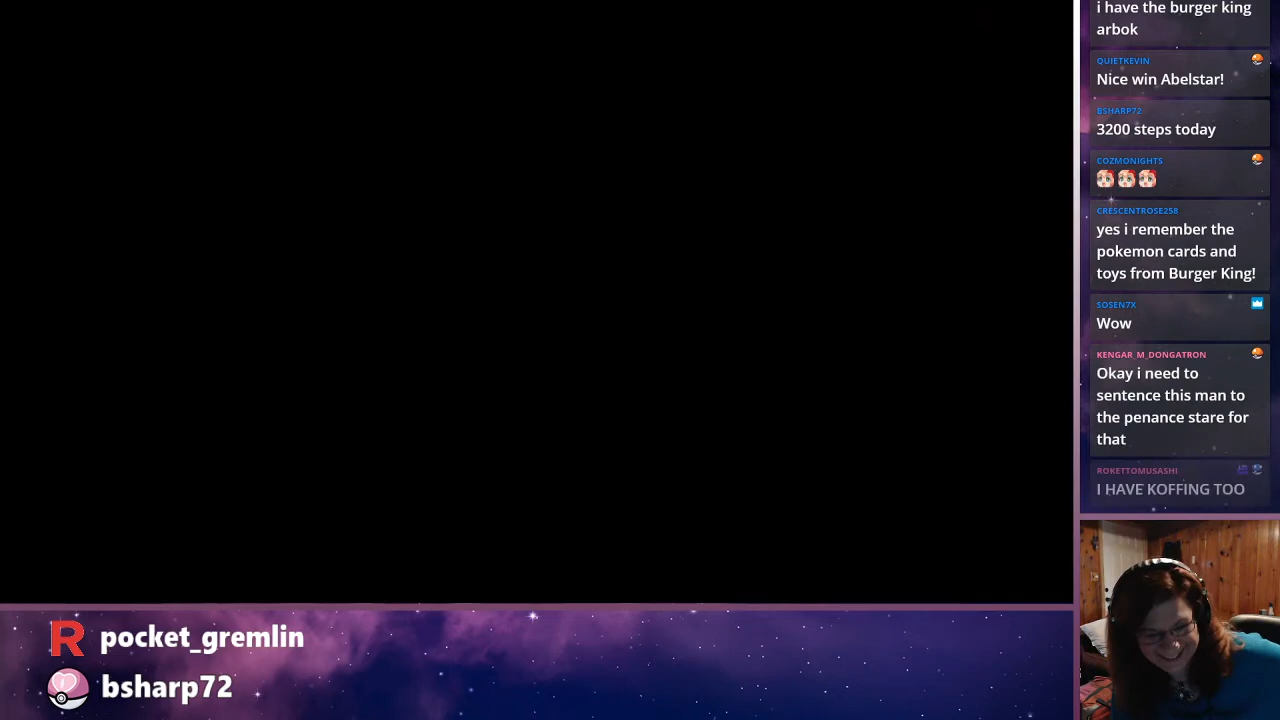 i have the burger king
arbok
QUIETKEVIN
Nice win Abelstar!
BSHARP72
3200 steps today
COZMONIGHTS
CRESCENTROSE258
yes i remember the
pokemon cards and
toys from Burger King!
SOSEN7X
Wow
KENGAR_M_DONGATRON
Okay i need to
sentence this man to
the penance stare for
that
ROKETTOMUSASHI
I HAVE KOFFING TOO
R pocket_gremlin
bsharp72